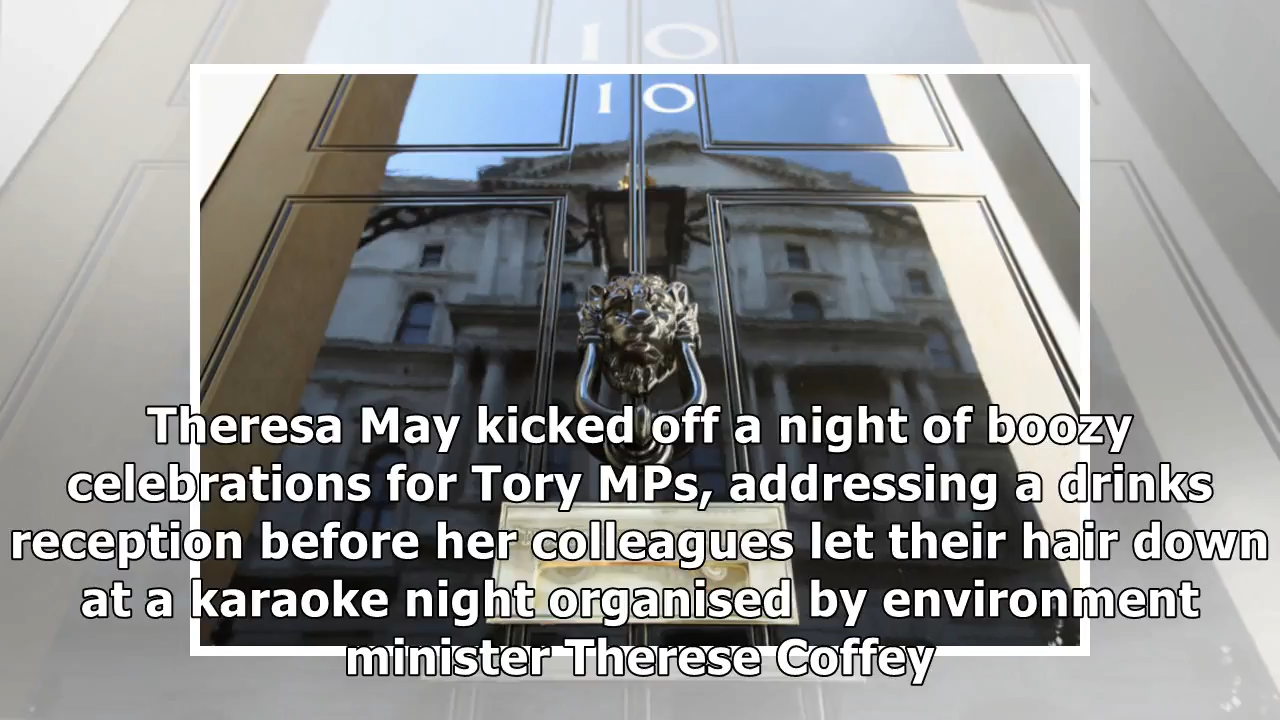 10
10
Theresa May kicked off a night of boozy
celebrations for Tory MPs, addressing a drinks
reception before her colleagues let their hair down
at a karaoke night organised by environment
minister Therese Coffey